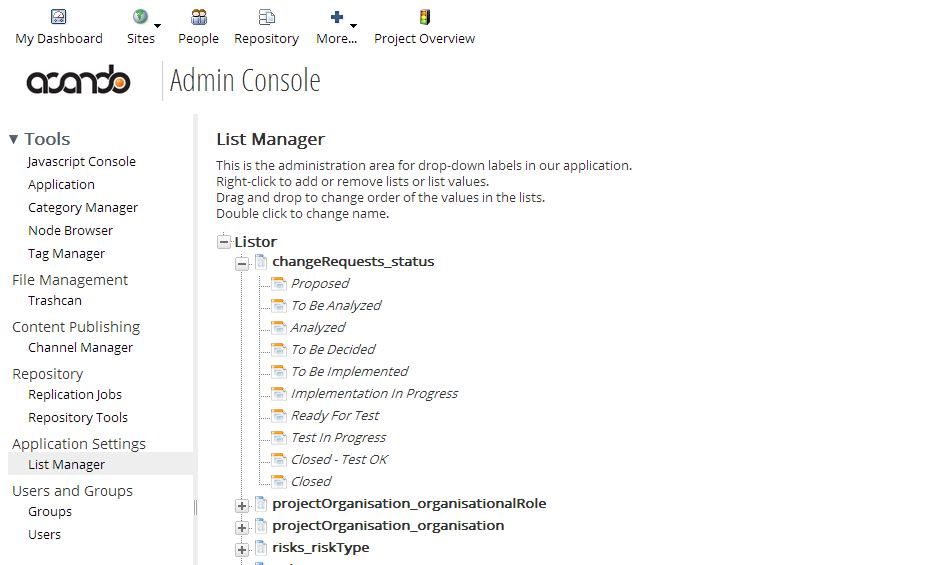 My Dashboard
Sites
People
Repository
More...
Project Overview
acando
Admin Console
Tools
Javascript Console
Application
Category Manager
Node Browser
Tag Manager
File Management
Trashcan
Content Publishing
Channel Manager
Repository
Replication Jobs
Repository Tools
Application Settings
List Manager
Users and Groups
Groups
Users
List Manager
This is the administration area for drop-down labels in our application.
Right-click to add or remove lists or list values.
Drag and drop to change order of the values in the lists.
Double click to change name.
Listor
changeRequests_status
Proposed
To Be Analyzed
Analyzed
To Be Decided
To Be Implemented
Implementation In Progress
Ready For Test
Test In Progress
Closed - Test OK
Closed
projectOrganisation_organisationalRole
projectOrganisation_organisation
risks_riskType